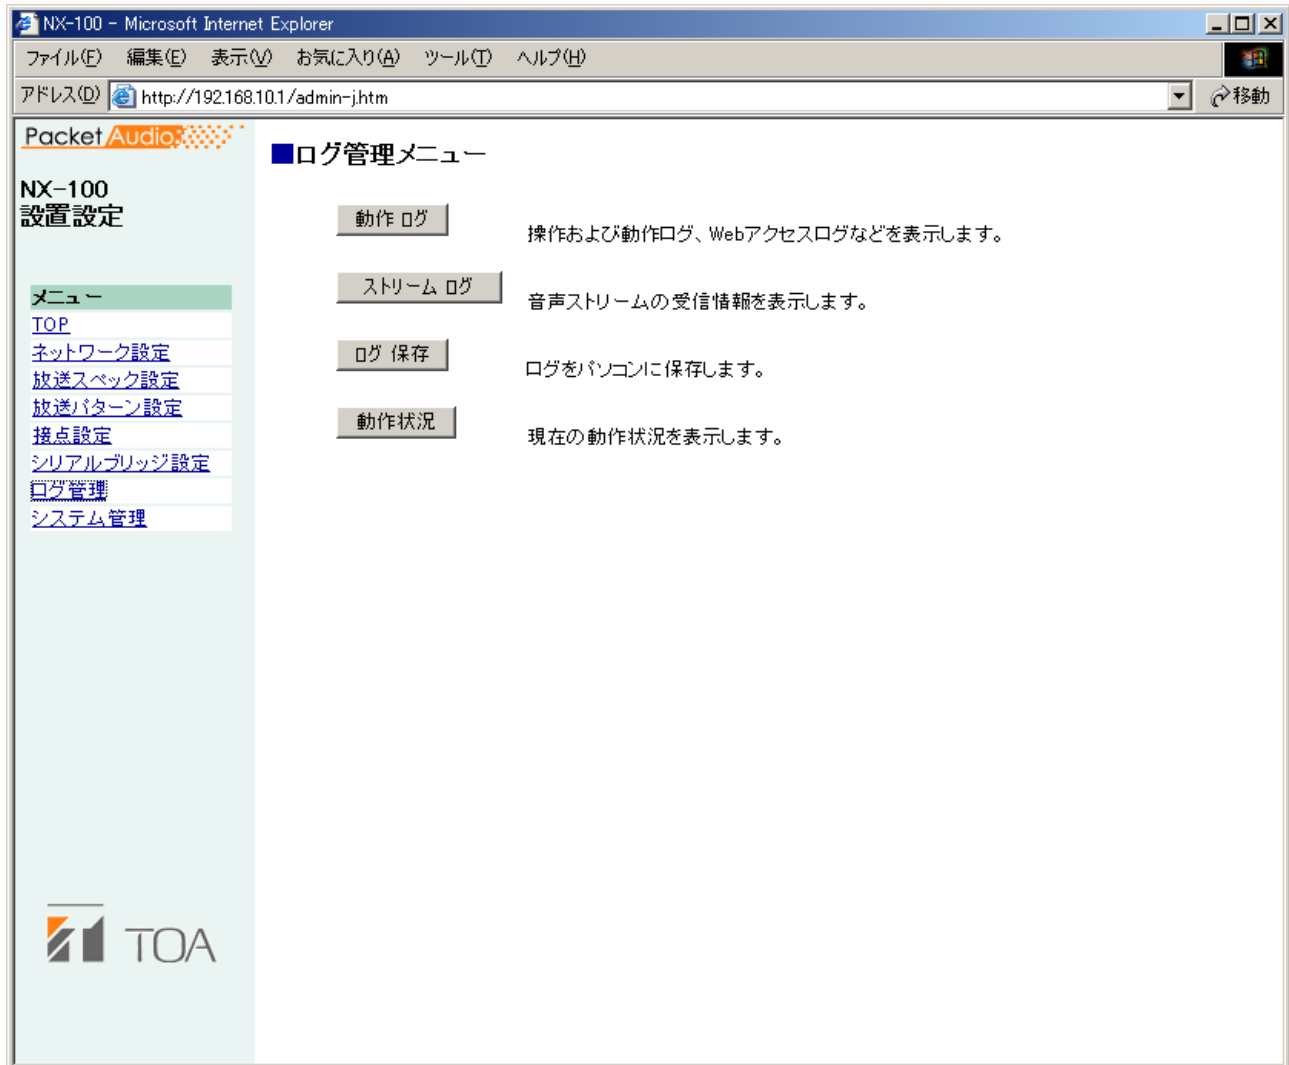 NX-100 - Microsoft Internet Explorer
ファイル(F) 編集(E) 表示(V) お気に入り(A) ツール(T) ヘルプ(H)
アドレス(D) http://192.168.10.1/admin-j.htm 移動
Packet Audio
NX-100
設置設定
メニュー
TOP
ネットワーク設定
放送スペック設定
放送パターン設定
接点設定
シリアルブリッジ設定
ログ管理
システム管理
TOA
■ログ管理メニュー
動作 ログ 操作および動作ログ、Webアクセスログなどを表示します。
ストリーム ログ 音声ストリームの受信情報を表示します。
ログ 保存 ログをパソコンに保存します。
動作状況 現在の動作状況を表示します。